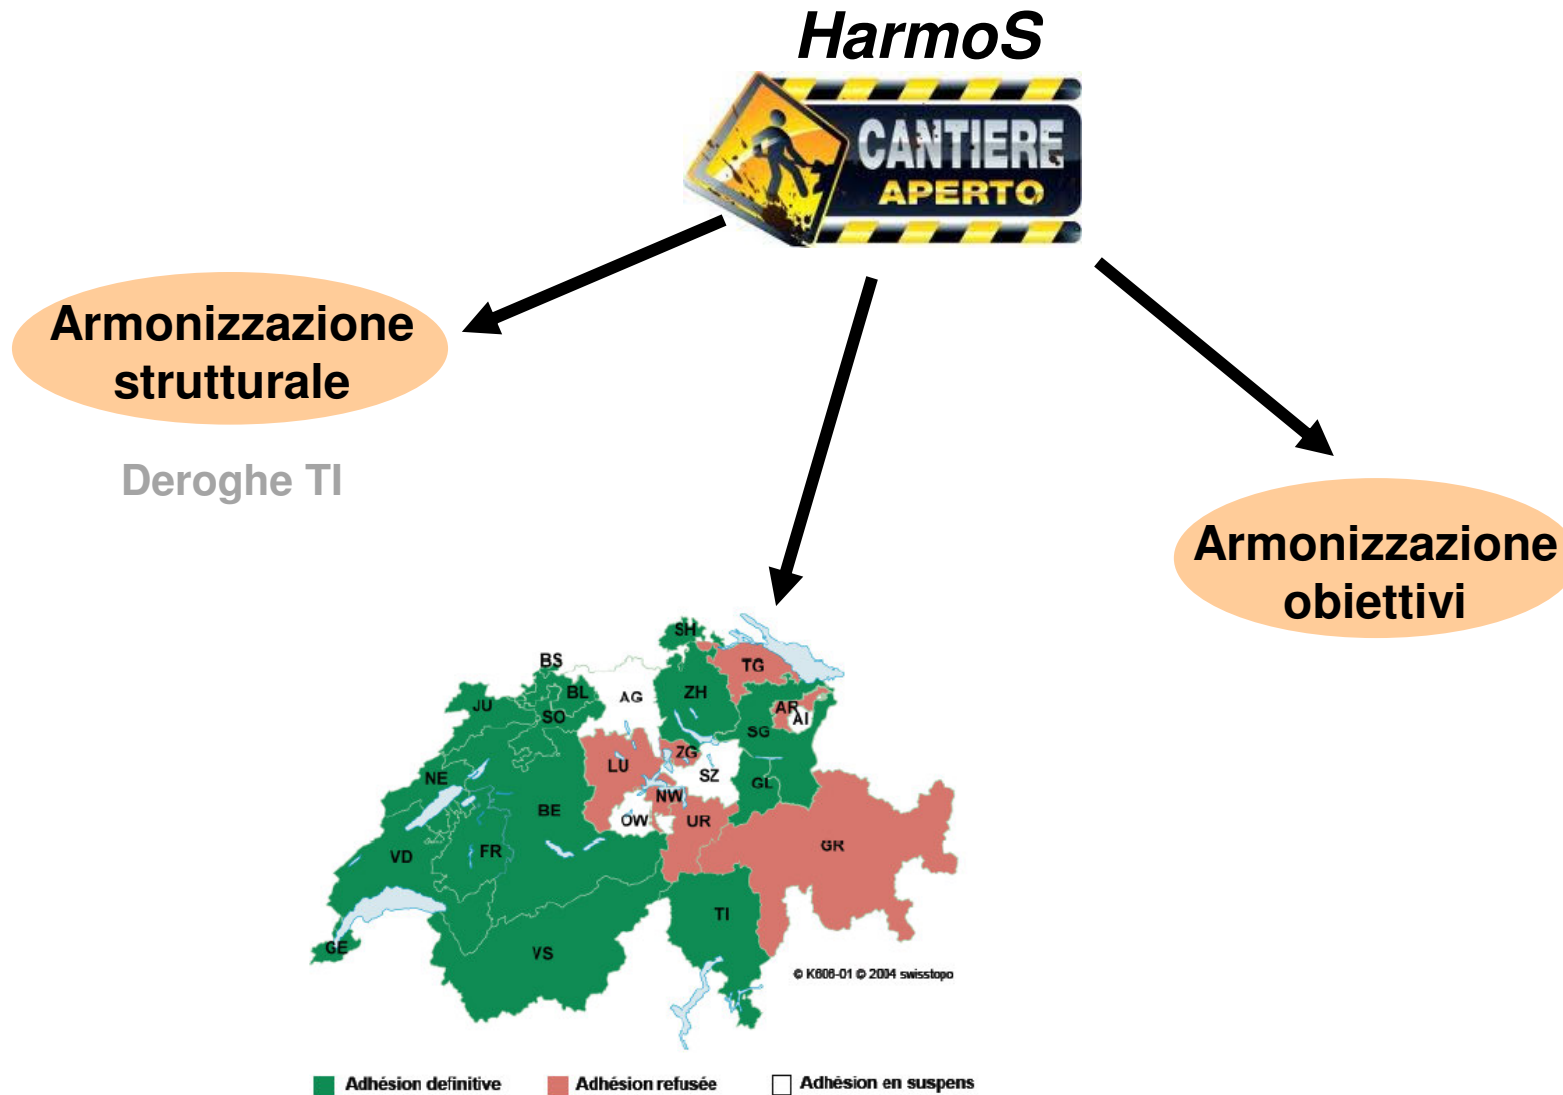 HarmoS
CANTIERE
APERTO
Armonizzazione
strutturale
Deroghe TI
Armonizzazione
obiettivi
SH
BS
TG
BL
AG
ZH
JU
SO
AR
AI
SG
ZG
LU
SZ
NE
GL
NW
BE
OW
UR
GR
FR
VD
TI
GE
VS
© K606-01 © 2004 swisstopo
Adhésion definitive
Adhésion refusée
Adhésion en suspens